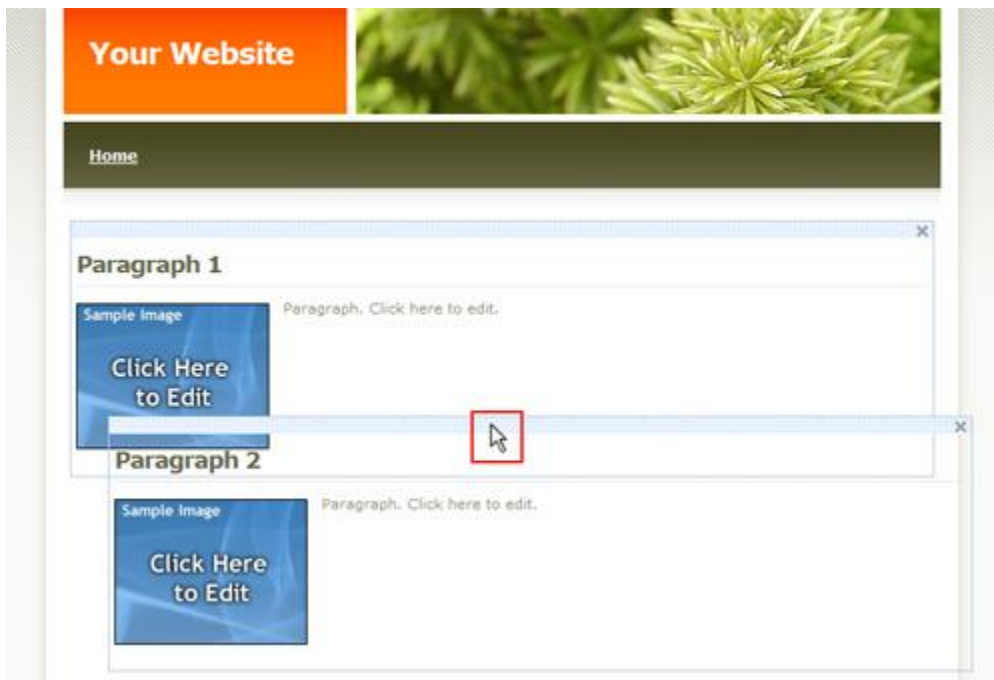 Your Website
Home
Paragraph 1
Sample Image
Paragraph. Click here to edit.
Click Here
to Edit
Paragraph 2
Sample Image
Paragraph. Click here to edit.
Click Here
to Edit